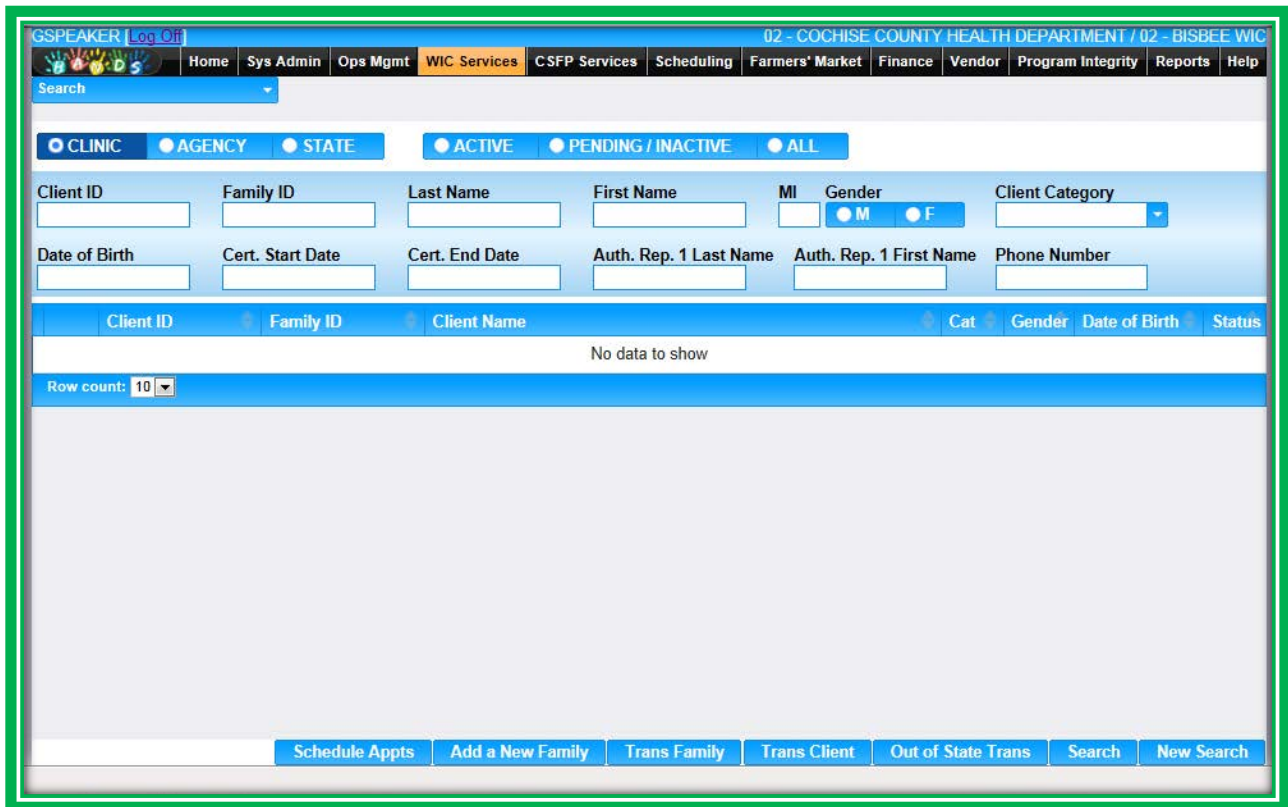 GSPEAKER [Log Off] 02 - COCHISE COUNTY HEALTH DEPARTMENT / 02 - BISBEE WIC
HANDS Home Sys Admin Ops Mgmt WIC Services CSFP Services Scheduling Farmers' Market Finance Vendor Program Integrity Reports Help
Search
CLINIC AGENCY STATE ACTIVE PENDING / INACTIVE ALL
Client ID Family ID Last Name First Name MI Gender Client Category
M F
Date of Birth Cert. Start Date Cert. End Date Auth. Rep. 1 Last Name Auth. Rep. 1 First Name Phone Number
Client ID Family ID Client Name Cat Gender Date of Birth Status
No data to show
Row count: 10
Schedule Appts Add a New Family Trans Family Trans Client Out of State Trans Search New Search